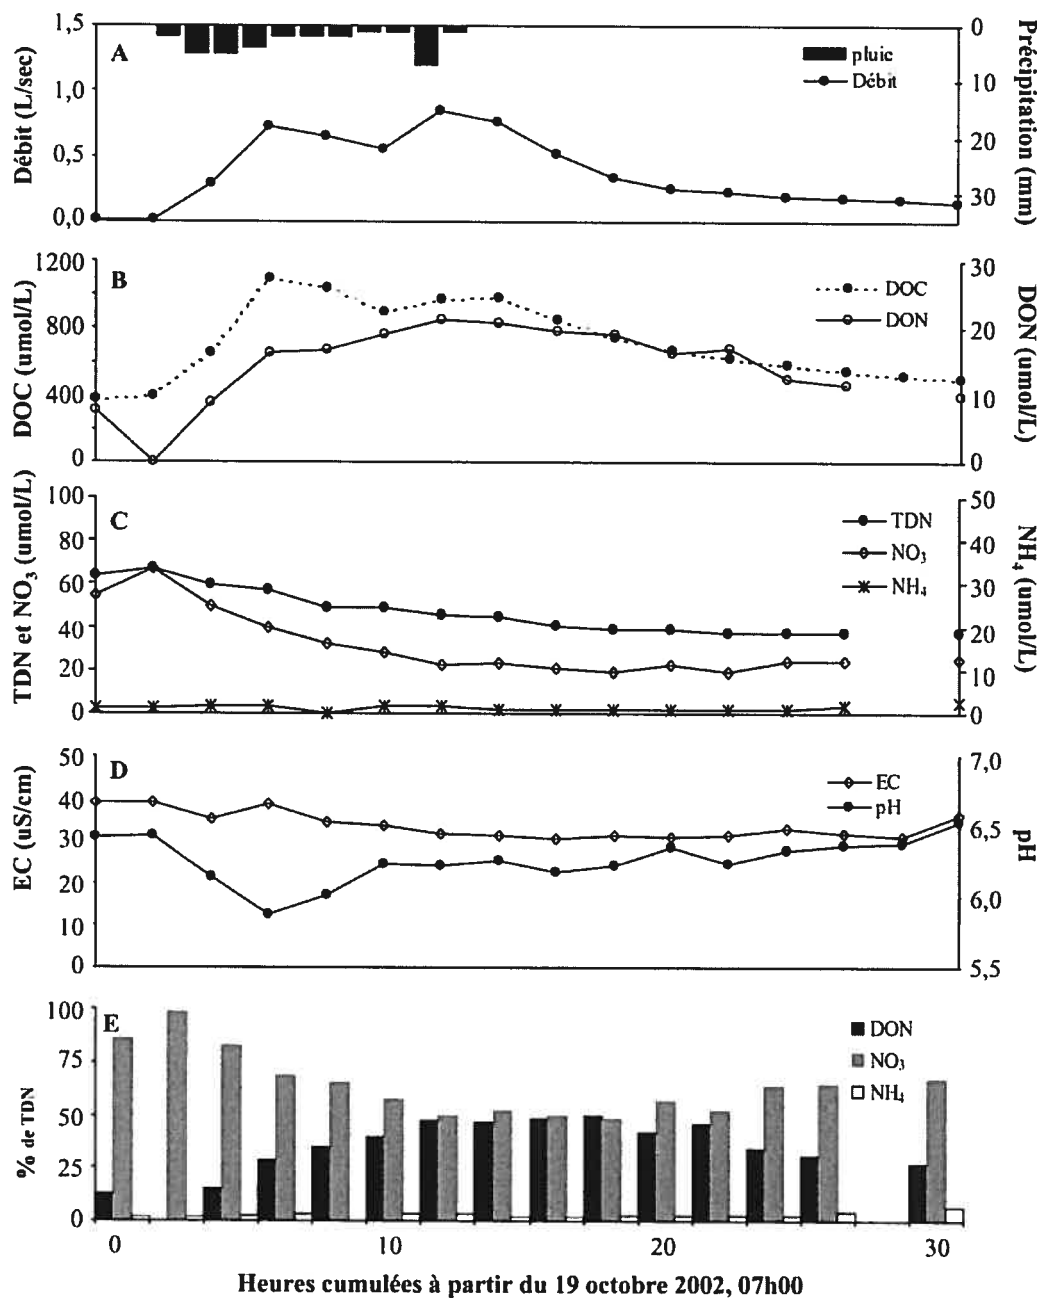 A
1,5
1,0
0,5
0,0
Débit (L/sec)
pluic
Débit
0
10
20
30
Précipitation (mm)
B
1200
800
400
0
DOC (umol/L)
DOC
DON
30
20
10
0
DON (umol/L)
C
100
80
60
40
20
0
TDN et NO3 (umol/L)
TDN
NO3
NH4
50
40
30
20
10
0
NH4 (umol/L)
D
50
40
30
20
10
0
EC (uS/cm)
EC
pH
7,0
6,5
6,0
5,5
pH
E
100
75
50
25
0
% de TDN
DON
NO3
NH4
0
10
20
30
Heures cumulées à partir du 19 octobre 2002, 07h00